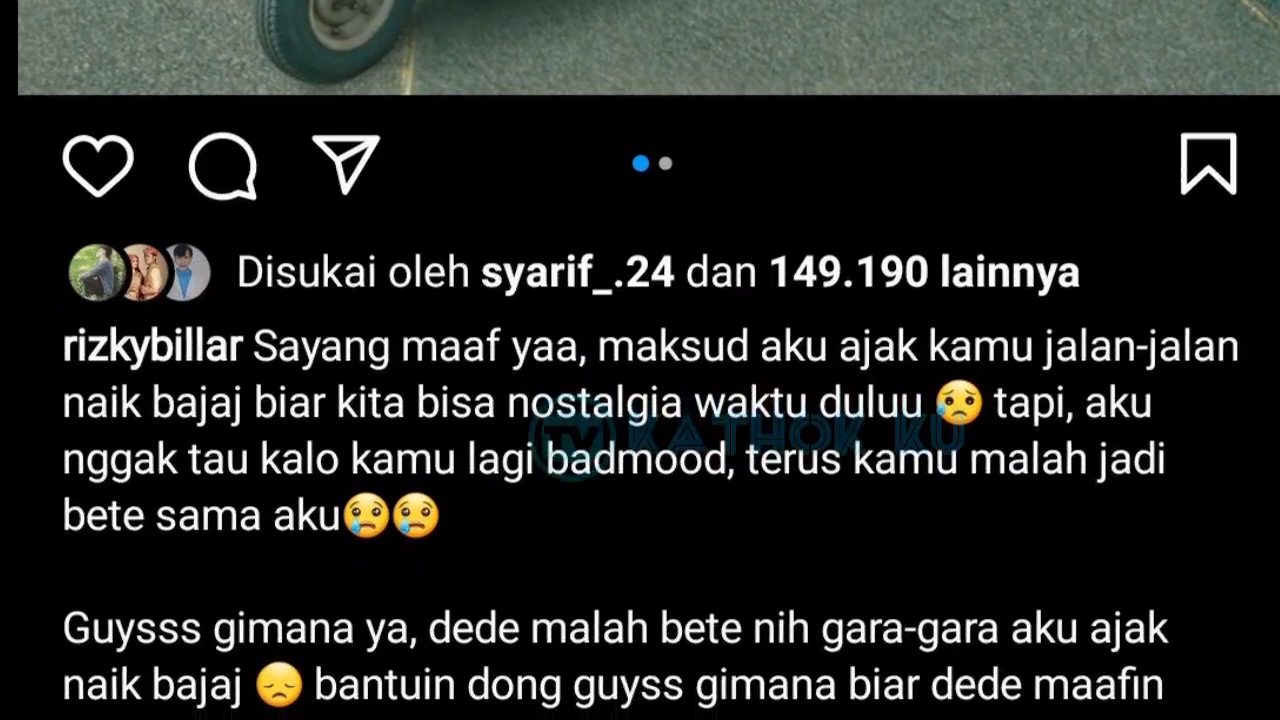 Disukai oleh syarif_.24 dan 149.190 lainnya
rizkybillar Sayang maaf yaa, maksud aku ajak kamu jalan-jalan
naik bajaj biar kita bisa nostalgia waktu duluu 😥 tapi, aku
TV KATHOK KU
nggak tau kalo kamu lagi badmood, terus kamu malah jadi
bete sama aku😢😢
Guysss gimana ya, dede malah bete nih gara-gara aku ajak
naik bajaj 😞 bantuin dong guyss gimana biar dede maafin